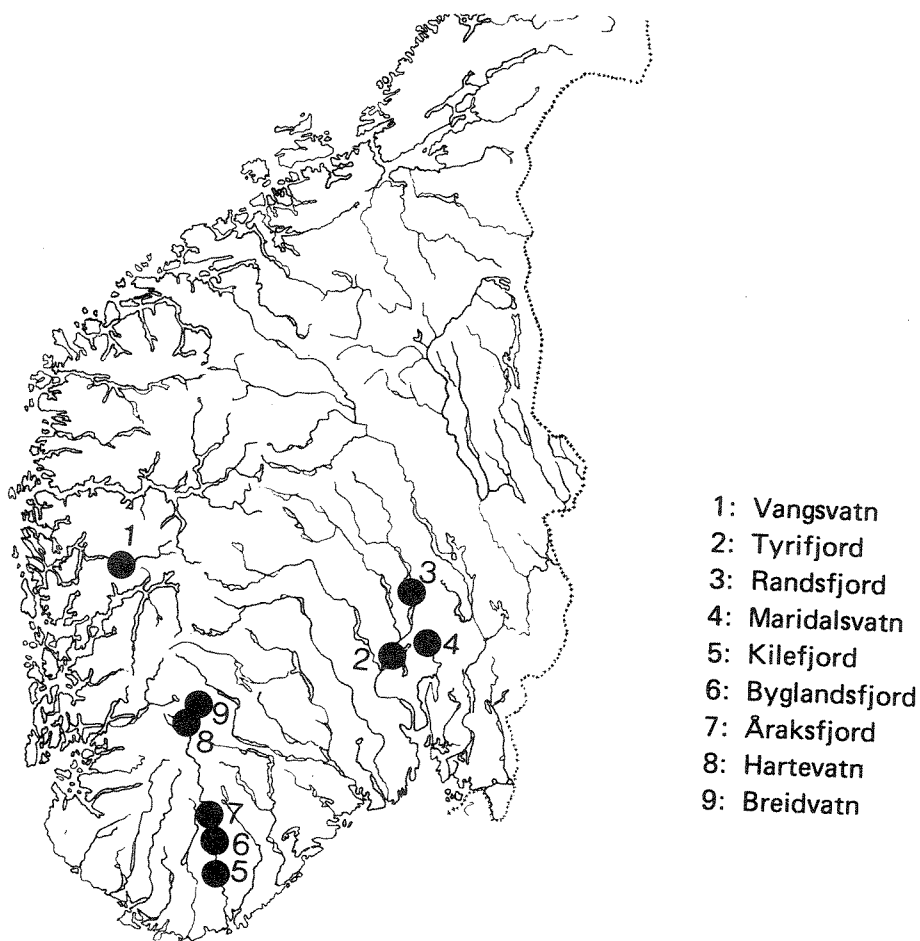 1
3
4
2
9
8
7
6
5
1: Vangsvatn
2: Tyrifjord
3: Randsfjord
4: Maridalsvatn
5: Kilefjord
6: Byglandsfjord
7: Åraksfjord
8: Hartevatn
9: Breidvatn